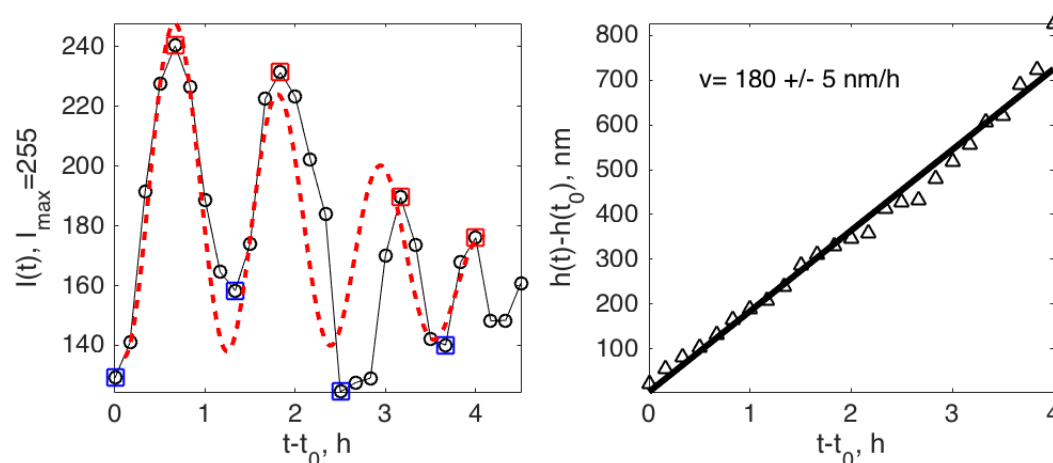 240
220
200
180
160
140
I(t), I_max=255
0 1 2 3 4
t-t_0, h
800
700
600
500
400
300
200
100
h(t)-h(t_0), nm
v= 180 +/- 5 nm/h
0 1 2 3 4
t-t_0, h